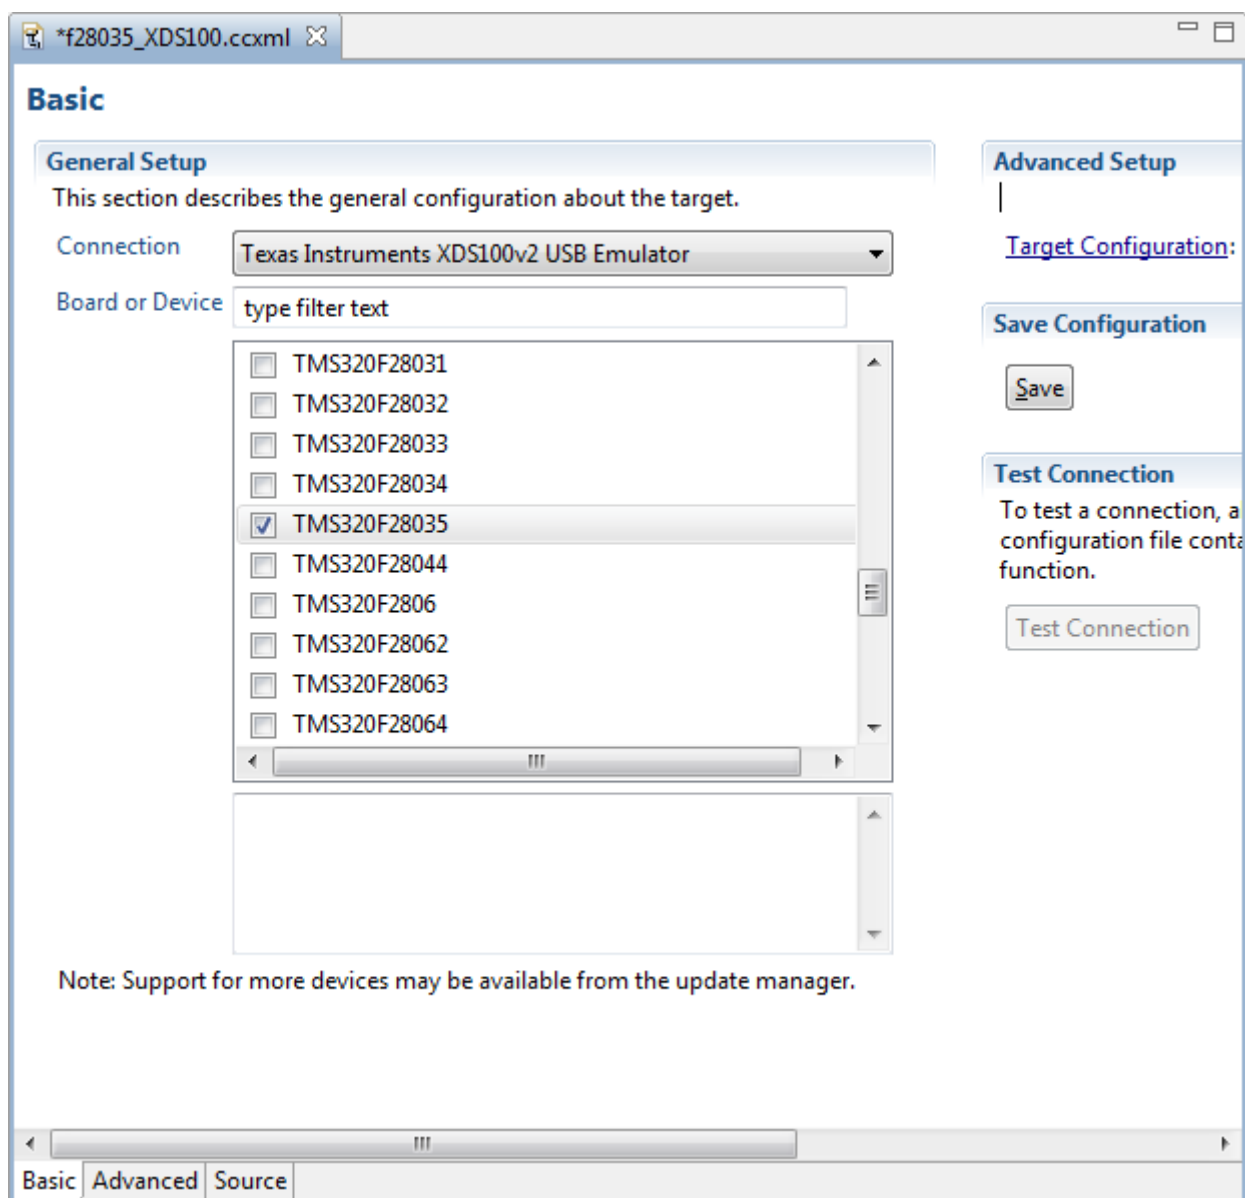 *f28035_XDS100.ccxml
Basic
General Setup
This section describes the general configuration about the target.
Connection
Texas Instruments XDS100v2 USB Emulator
Board or Device
type filter text
TMS320F28031
TMS320F28032
TMS320F28033
TMS320F28034
TMS320F28035
TMS320F28044
TMS320F2806
TMS320F28062
TMS320F28063
TMS320F28064
Note: Support for more devices may be available from the update manager.
Advanced Setup
Target Configuration:
Save Configuration
Save
Test Connection
To test a connection, a
configuration file conta
function.
Test Connection
Basic Advanced Source